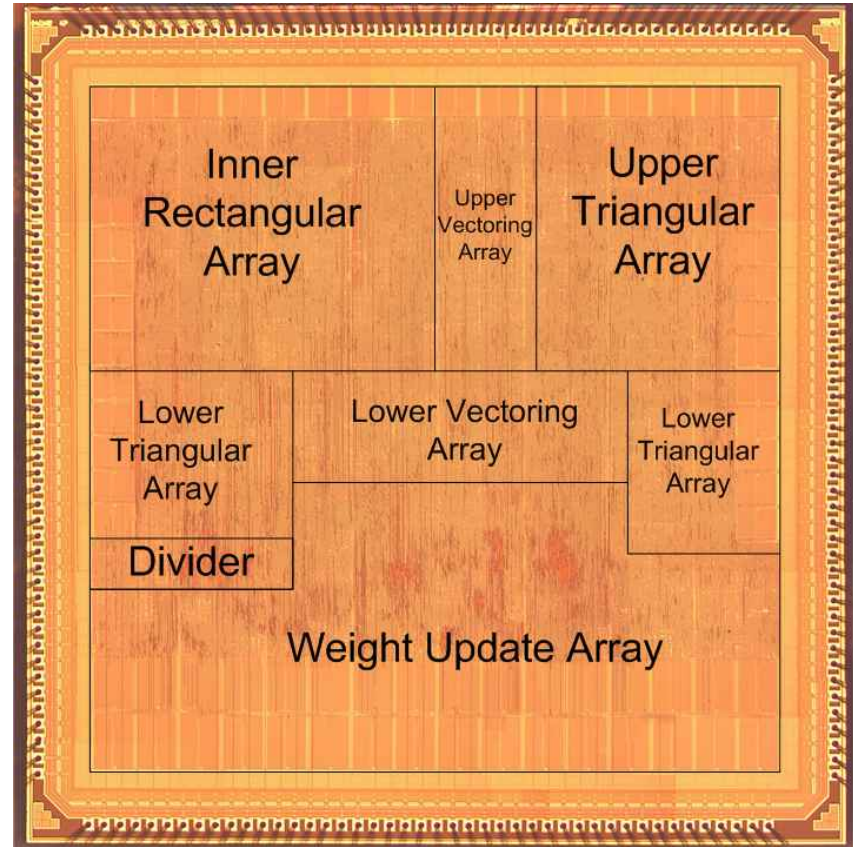 Inner
Rectangular
Array
Upper
Vectoring
Array
Upper
Triangular
Array
Lower
Triangular
Array
Lower Vectoring
Array
Lower
Triangular
Array
Divider
Weight Update Array